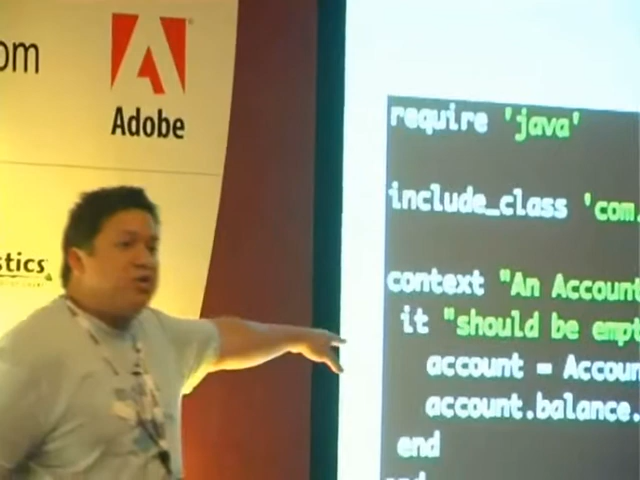 om
Adobe
stics
require 'java'
include_class 'com.
context "An Account
it "should be empt
account = Accoun
account.balance.
end
end